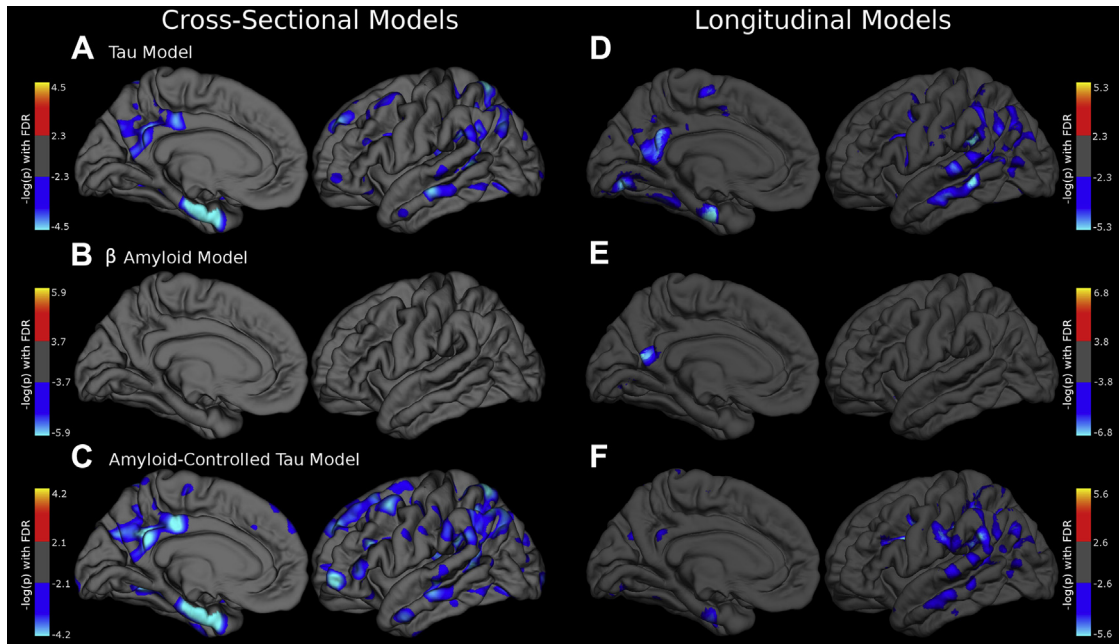 Cross-Sectional Models
Longitudinal Models
A Tau Model
D
4.5
2.3
-2.3
-4.5
-log(p) with FDR
5.3
2.3
-2.3
-5.3
-log(p) with FDR
B β Amyloid Model
E
5.9
3.7
-3.7
-5.9
-log(p) with FDR
6.8
3.8
-3.8
-6.8
-log(p) with FDR
C Amyloid-Controlled Tau Model
F
4.2
2.1
-2.1
-4.2
-log(p) with FDR
5.6
2.6
-2.6
-5.6
-log(p) with FDR